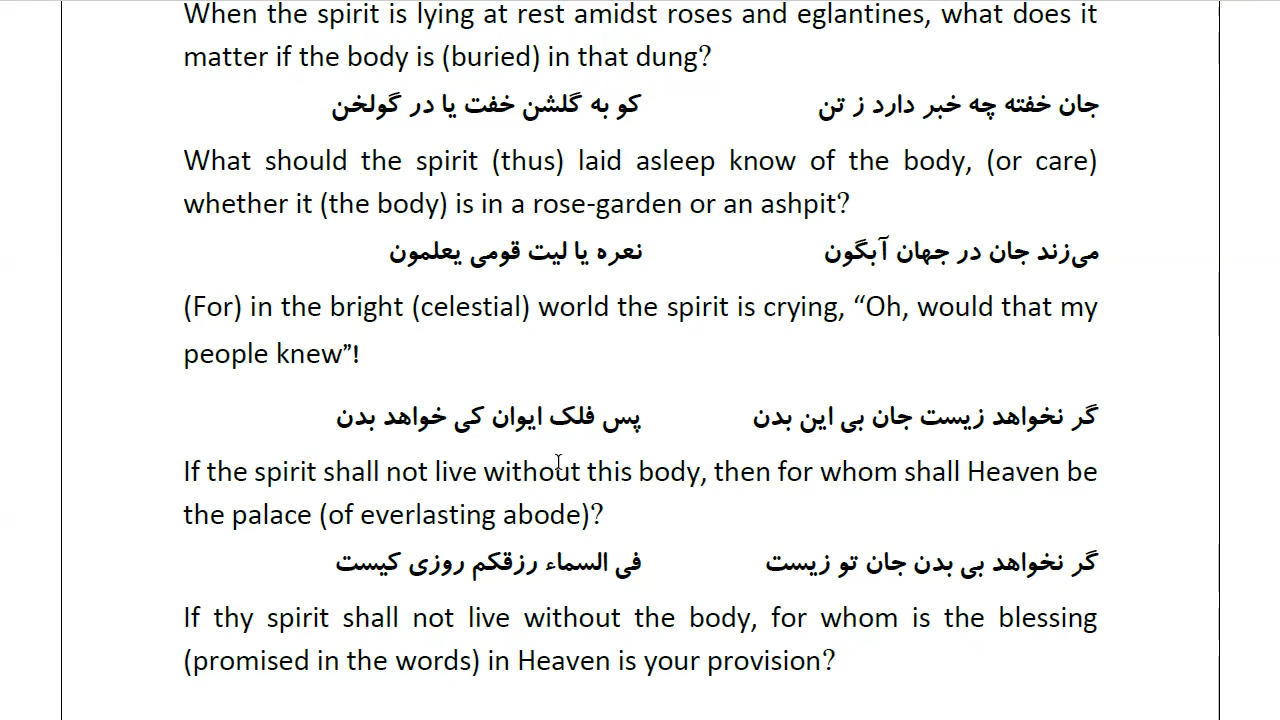 When the spirit is lying at rest amidst roses and eglantines, what does it
matter if the body is (buried) in that dung?
جان خفته چه خبر دارد ز تن کو به گلشن خفت یا در گولخن
What should the spirit (thus) laid asleep know of the body, (or care)
whether it (the body) is in a rose-garden or an ashpit?
می‌زند جان در جهان آبگون نعره یا لیت قومی یعلمون
(For) in the bright (celestial) world the spirit is crying, “Oh, would that my
people knew”!
گر نخواهد زیست جان بی این بدن پس فلک ایوان کی خواهد بدن
If the spirit shall not live without this body, then for whom shall Heaven be
the palace (of everlasting abode)?
گر نخواهد بی بدن جان تو زیست فی السماء رزقکم روزی کیست
If thy spirit shall not live without the body, for whom is the blessing
(promised in the words) in Heaven is your provision?